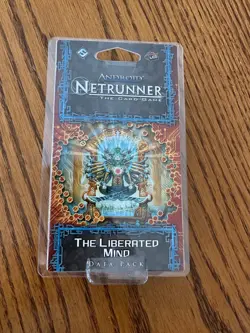 ANDROID
NETRUNNER
THE CARD GAME
THE LIBERATED
MIND
DATA PACK